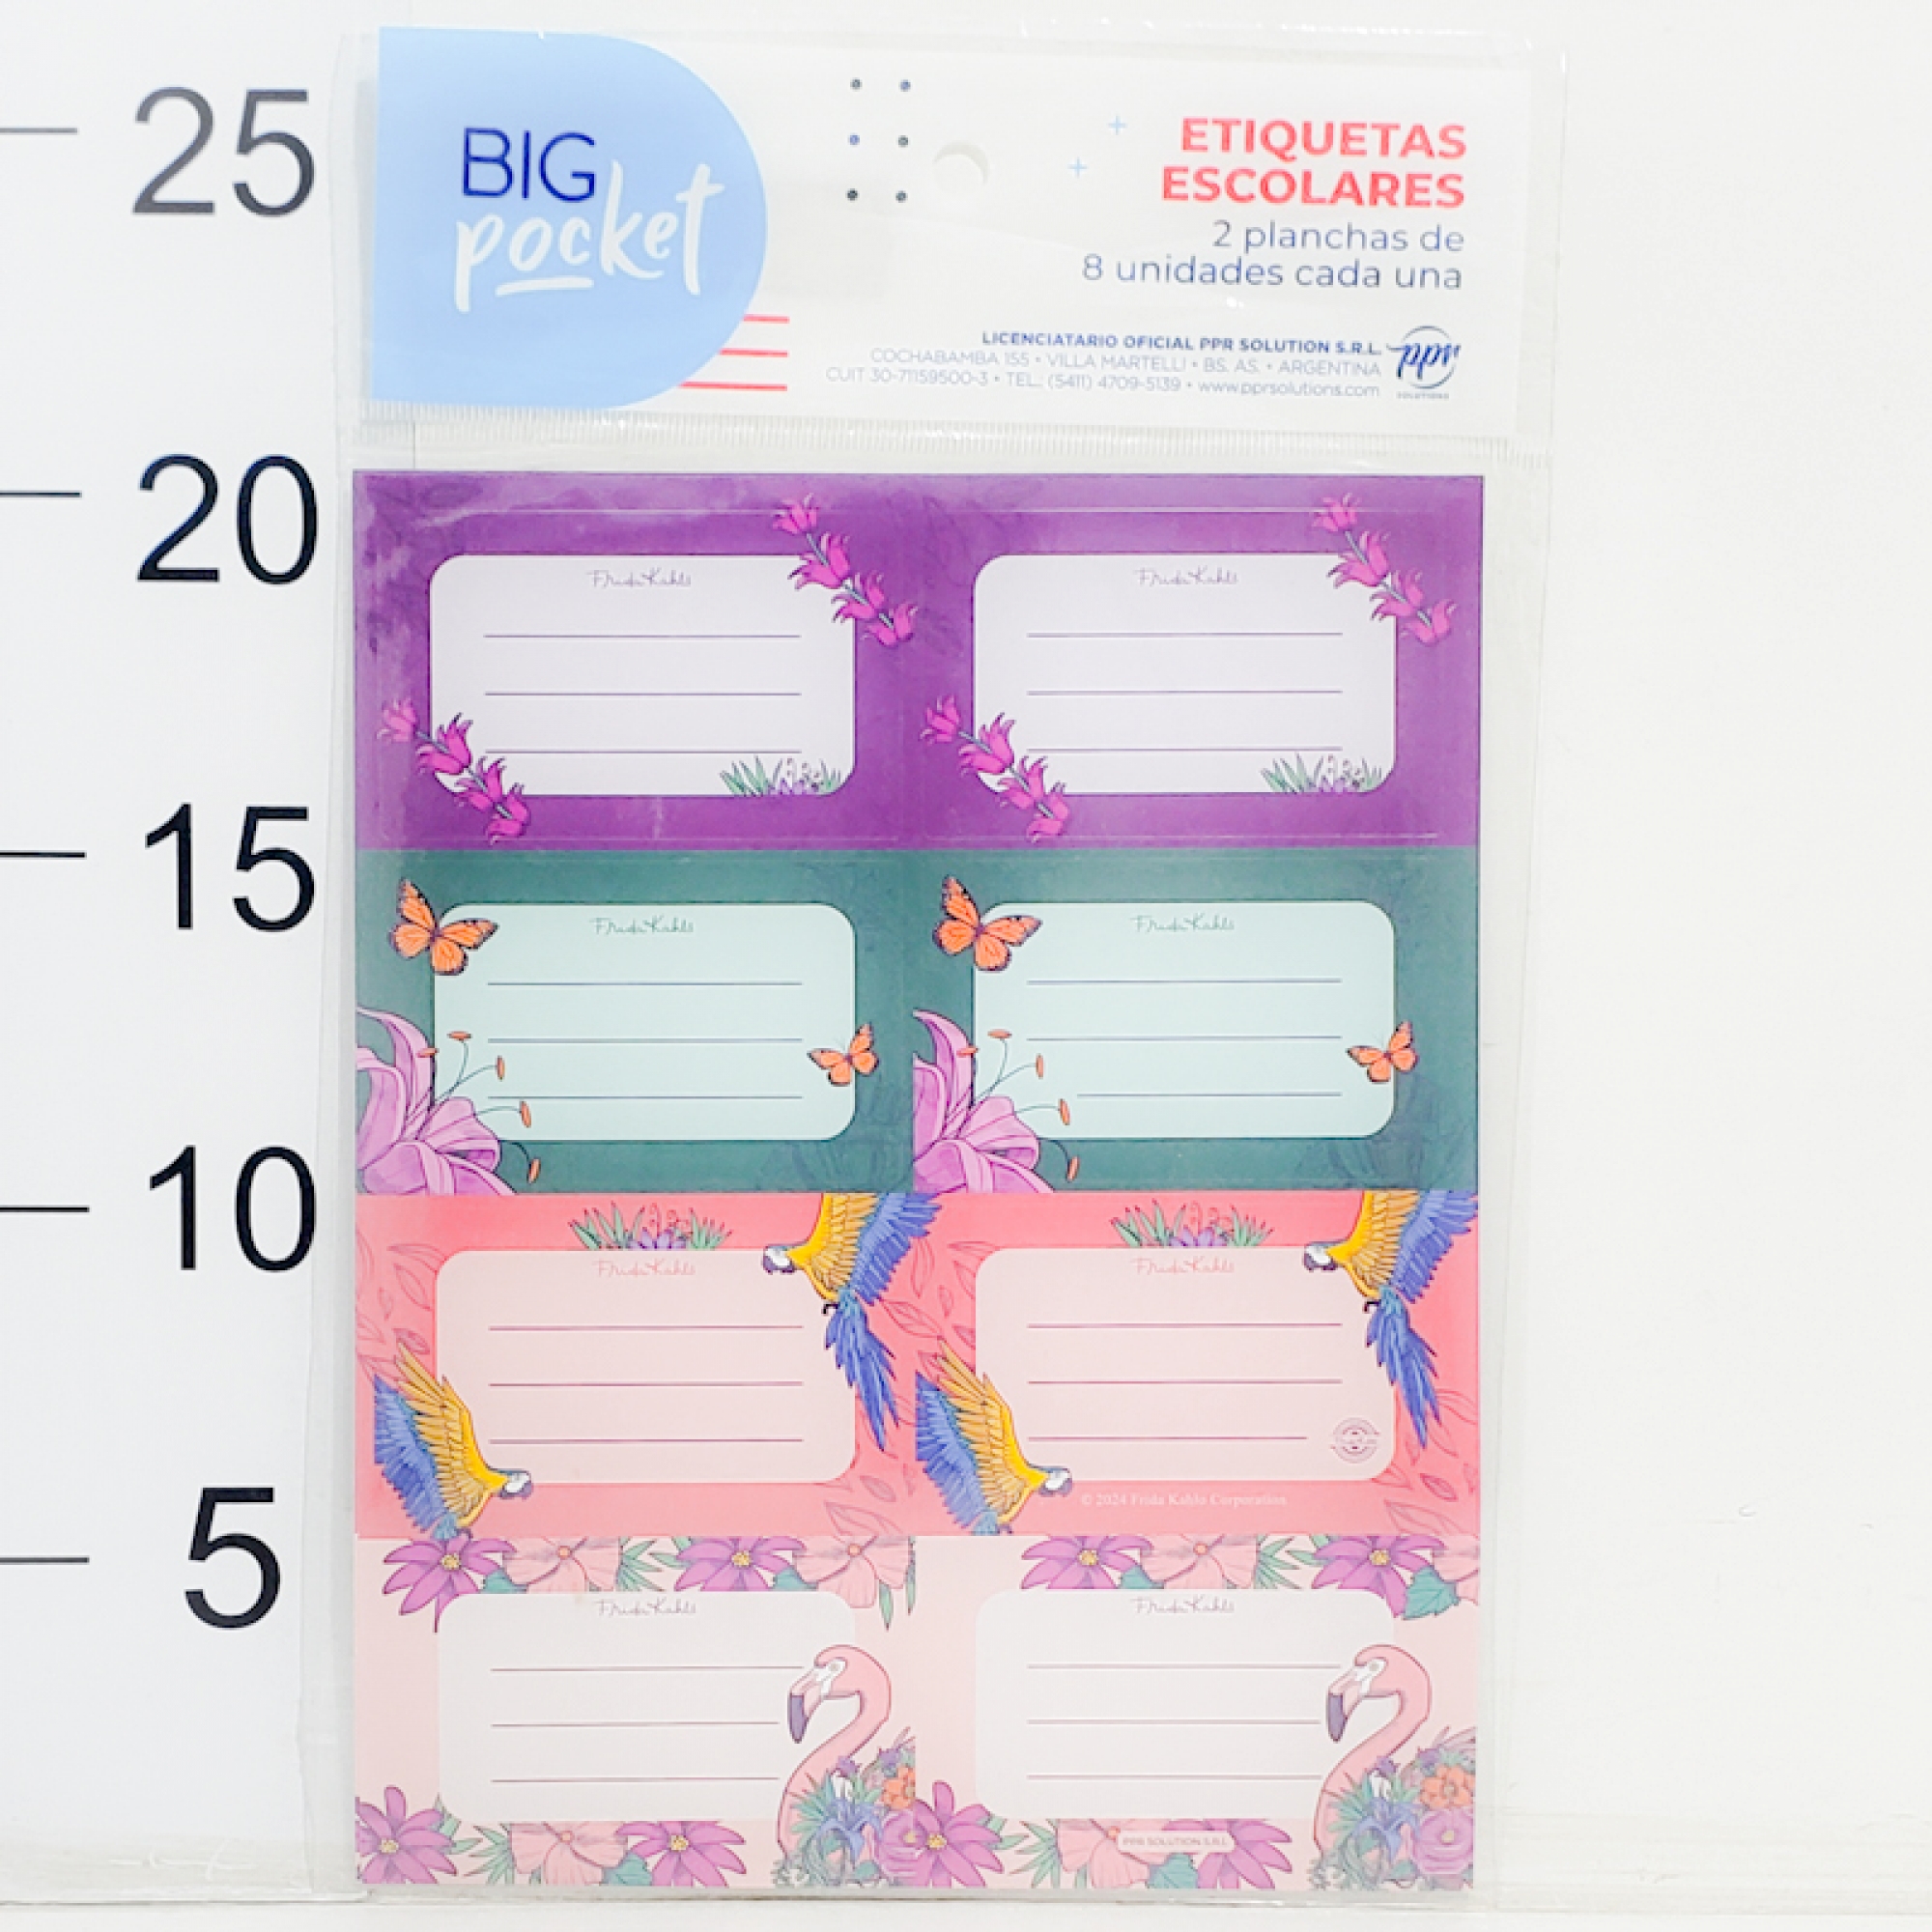 25
20
15
10
5
BIG
pocket
ETIQUETAS
ESCOLARES
2 planchas de
8 unidades cada una
LICENCIATARIO OFICIAL PPR SOLUTION S.R.L.
COCHABAMBA 155 • VILLA MARTELLI • BS. AS. • ARGENTINA
CUIT 30-71159500-3 • TEL.: (5411) 4709-5139 • www.pprsolutions.com
ppr
SOLUTIONS
Frida Kahlo
Frida Kahlo
Frida Kahlo
Frida Kahlo
Frida Kahlo
Frida Kahlo
© 2024 Frida Kahlo Corporation
Frida Kahlo
Frida Kahlo
PPR SOLUTION S.R.L.